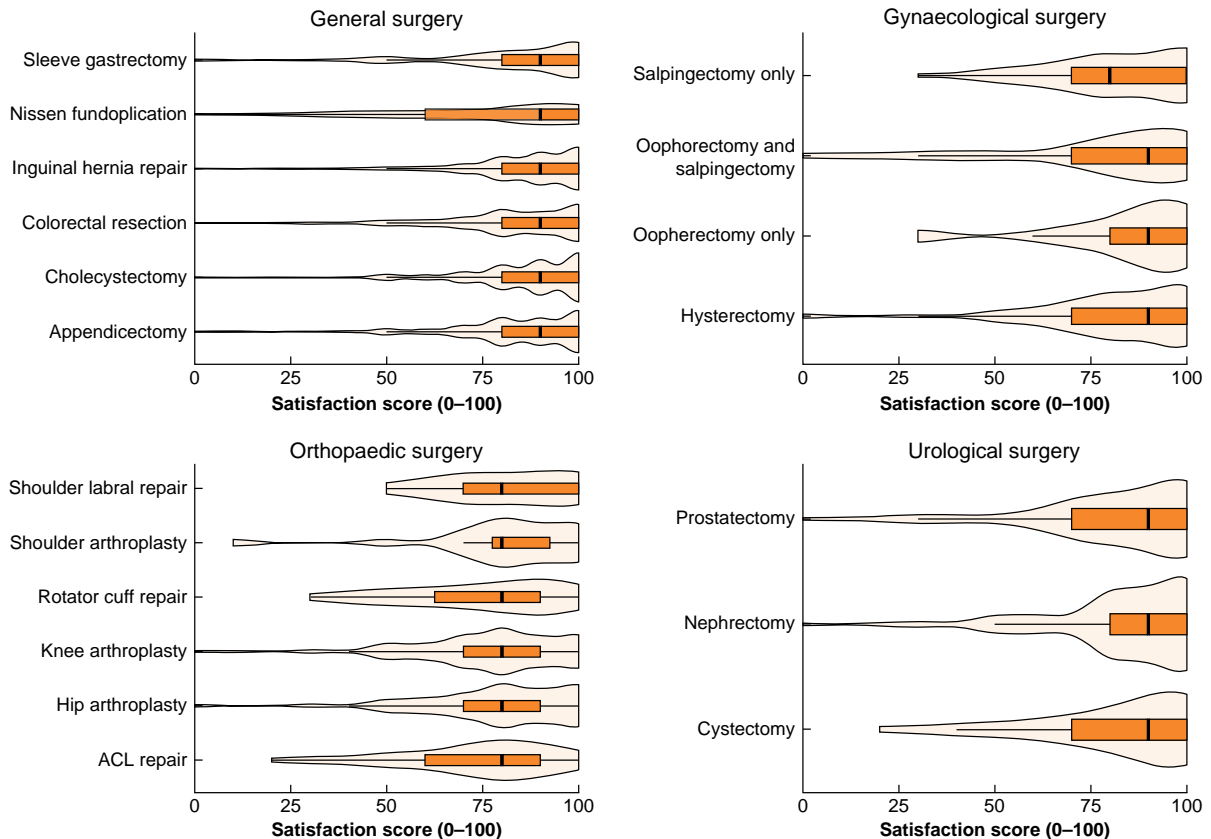 General surgery
Sleeve gastrectomy
Nissen fundoplication
Inguinal hernia repair
Colorectal resection
Cholecystectomy
Appendicectomy
0 25 50 75 100
Satisfaction score (0–100)
Gynaecological surgery
Salpingectomy only
Oophorectomy and
salpingectomy
Oopherectomy only
Hysterectomy
0 25 50 75 100
Satisfaction score (0–100)
Orthopaedic surgery
Shoulder labral repair
Shoulder arthroplasty
Rotator cuff repair
Knee arthroplasty
Hip arthroplasty
ACL repair
0 25 50 75 100
Satisfaction score (0–100)
Urological surgery
Prostatectomy
Nephrectomy
Cystectomy
0 25 50 75 100
Satisfaction score (0–100)